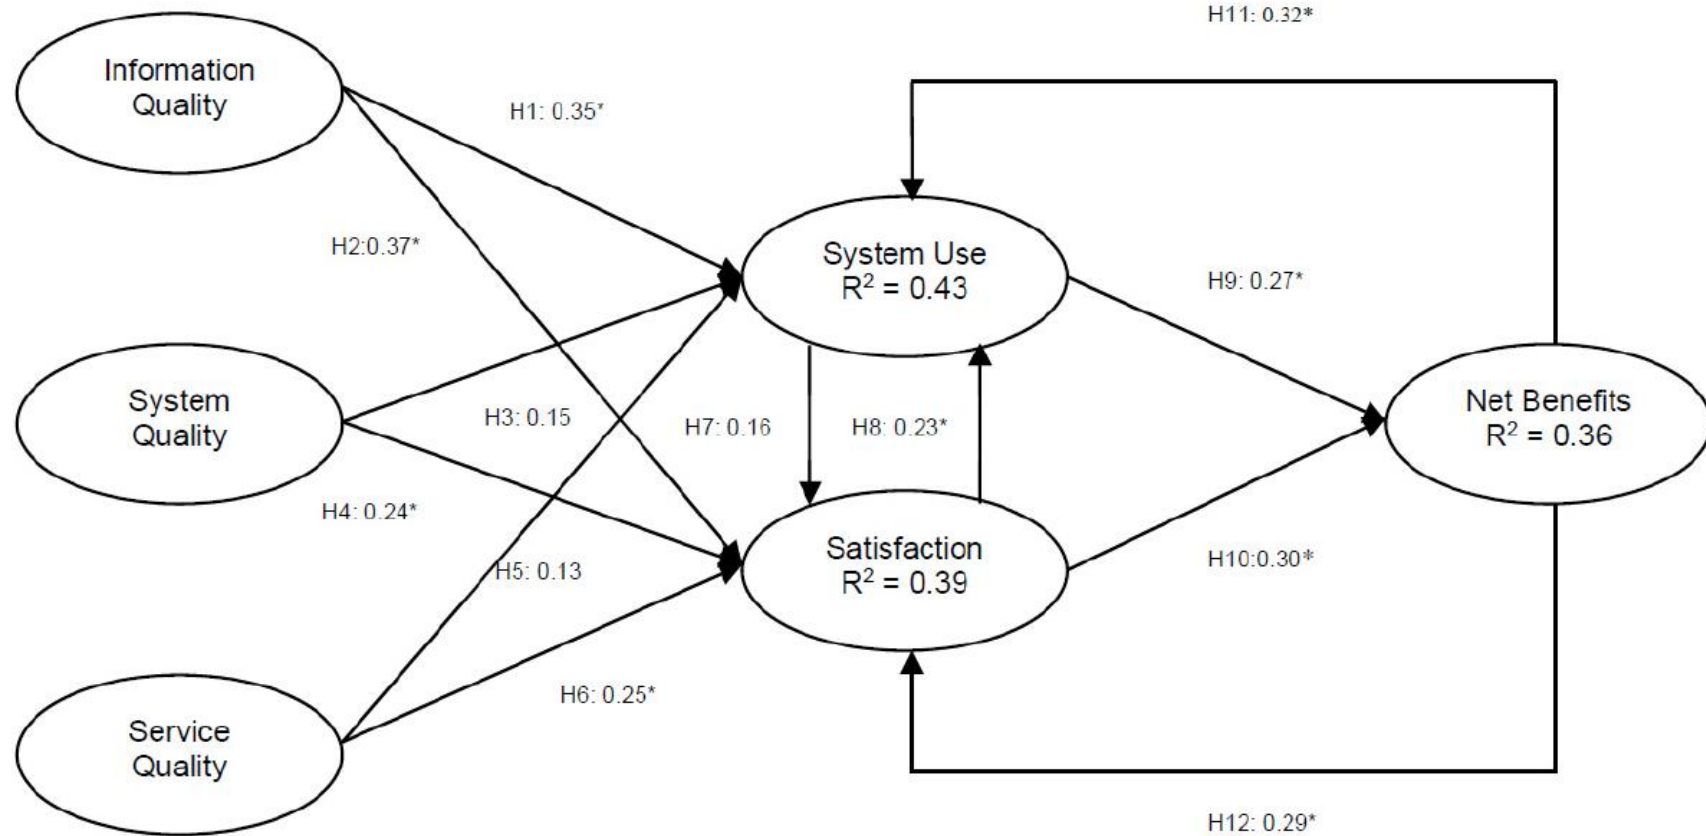 H11: 0.32*
Information
Quality
H1: 0.35*
H2:0.37*
System Use
R² = 0.43
H9: 0.27*
System
Quality
H3: 0.15
H7: 0.16
H8: 0.23*
Net Benefits
R² = 0.36
H4: 0.24*
Satisfaction
R² = 0.39
H10:0.30*
H5: 0.13
H6: 0.25*
Service
Quality
H12: 0.29*